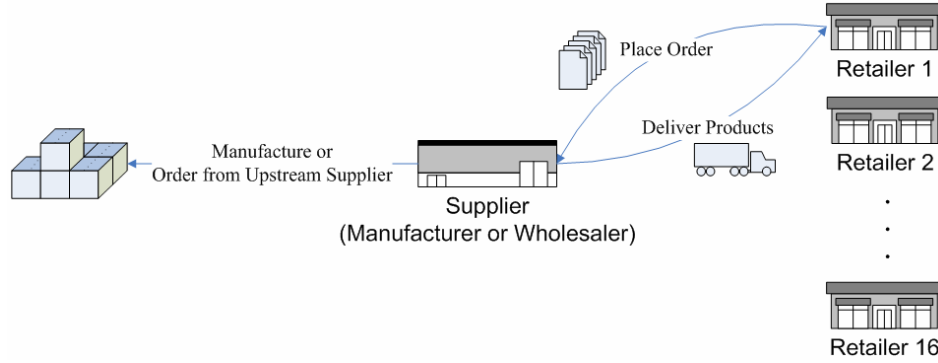 Place Order
Retailer 1
Deliver Products
Manufacture or
Order from Upstream Supplier
Retailer 2
Supplier
(Manufacturer or Wholesaler)
Retailer 16